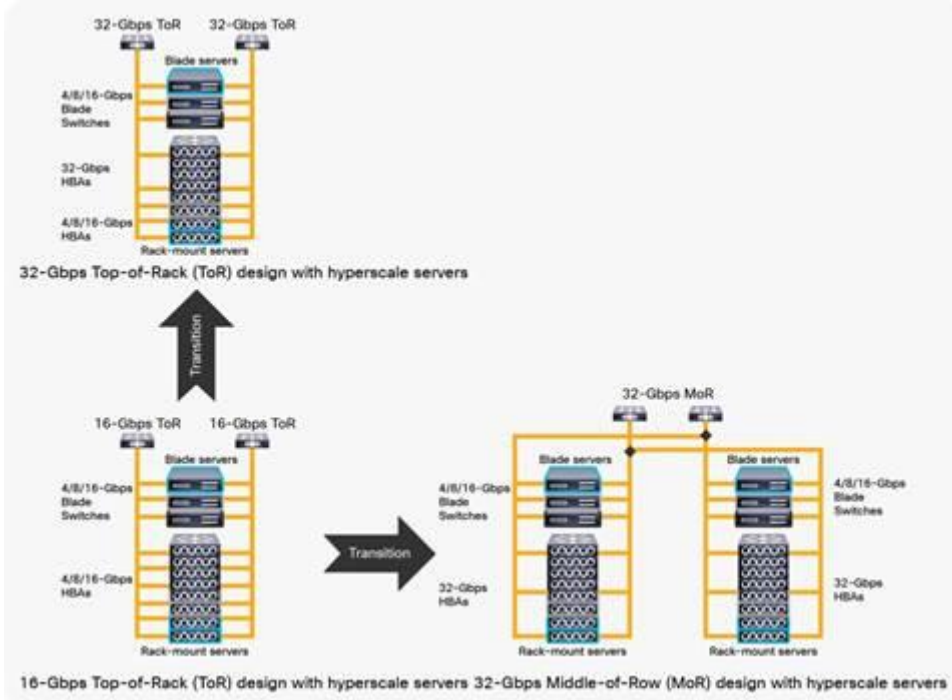 32-Gbps ToR 32-Gbps ToR
Blade servers
4/8/16-Gbps
Blade
Switches
32-Gbps
HBAs
4/8/16-Gbps
HBAs
Rack-mount servers
32-Gbps Top-of-Rack (ToR) design with hyperscale servers
Transition
16-Gbps ToR 16-Gbps ToR
Blade servers
4/8/16-Gbps
Blade
Switches
4/8/16-Gbps
HBAs
Rack-mount servers
16-Gbps Top-of-Rack (ToR) design with hyperscale servers
Transition
32-Gbps MoR
Blade servers
4/8/16-Gbps
Blade
Switches
32-Gbps
HBAs
Rack-mount servers
Blade servers
4/8/16-Gbps
Blade
Switches
32-Gbps
HBAs
Rack-mount servers
32-Gbps Middle-of-Row (MoR) design with hyperscale servers